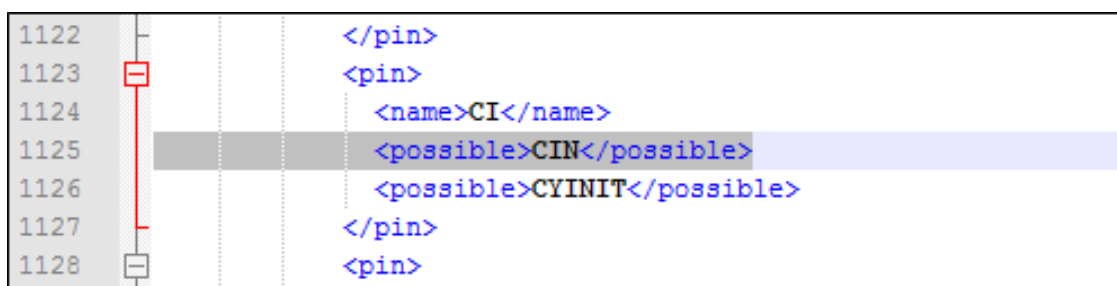 1122 </pin>
1123 <pin>
1124 <name>CI</name>
1125 <possible>CIN</possible>
1126 <possible>CYINIT</possible>
1127 </pin>
1128 <pin>